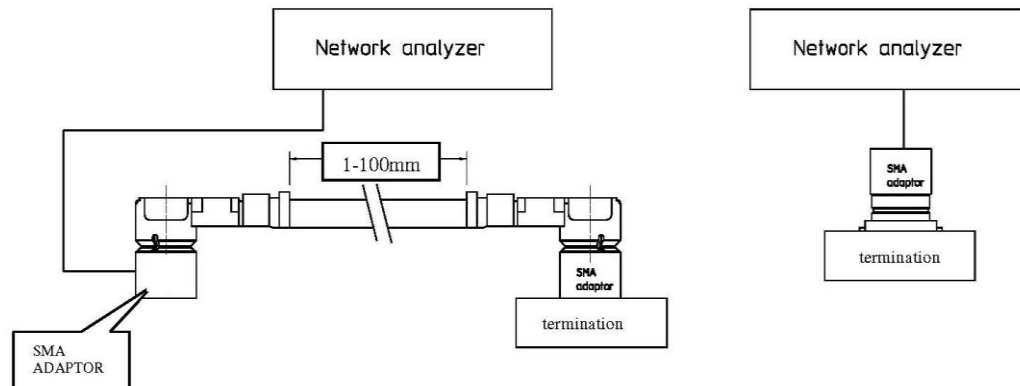 Network analyzer
Network analyzer
1-100mm
SMA
adaptor
SMA
adaptor
termination
termination
SMA
ADAPTOR